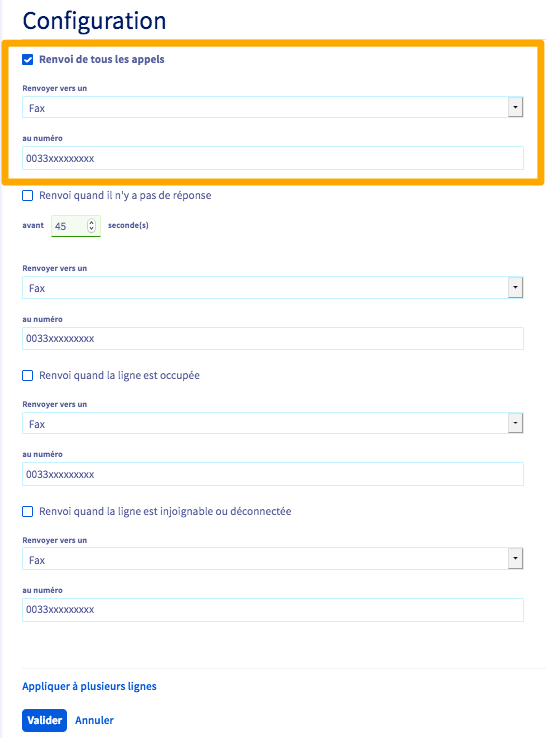 Configuration
Renvoi de tous les appels
Renvoyer vers un
Fax
au numéro
0033xxxxxxxxx
Renvoi quand il n'y a pas de réponse
avant 45 seconde(s)
Renvoyer vers un
Fax
au numéro
0033xxxxxxxxx
Renvoi quand la ligne est occupée
Renvoyer vers un
Fax
au numéro
0033xxxxxxxxx
Renvoi quand la ligne est injoignable ou déconnectée
Renvoyer vers un
Fax
au numéro
0033xxxxxxxxx
Appliquer à plusieurs lignes
Valider Annuler